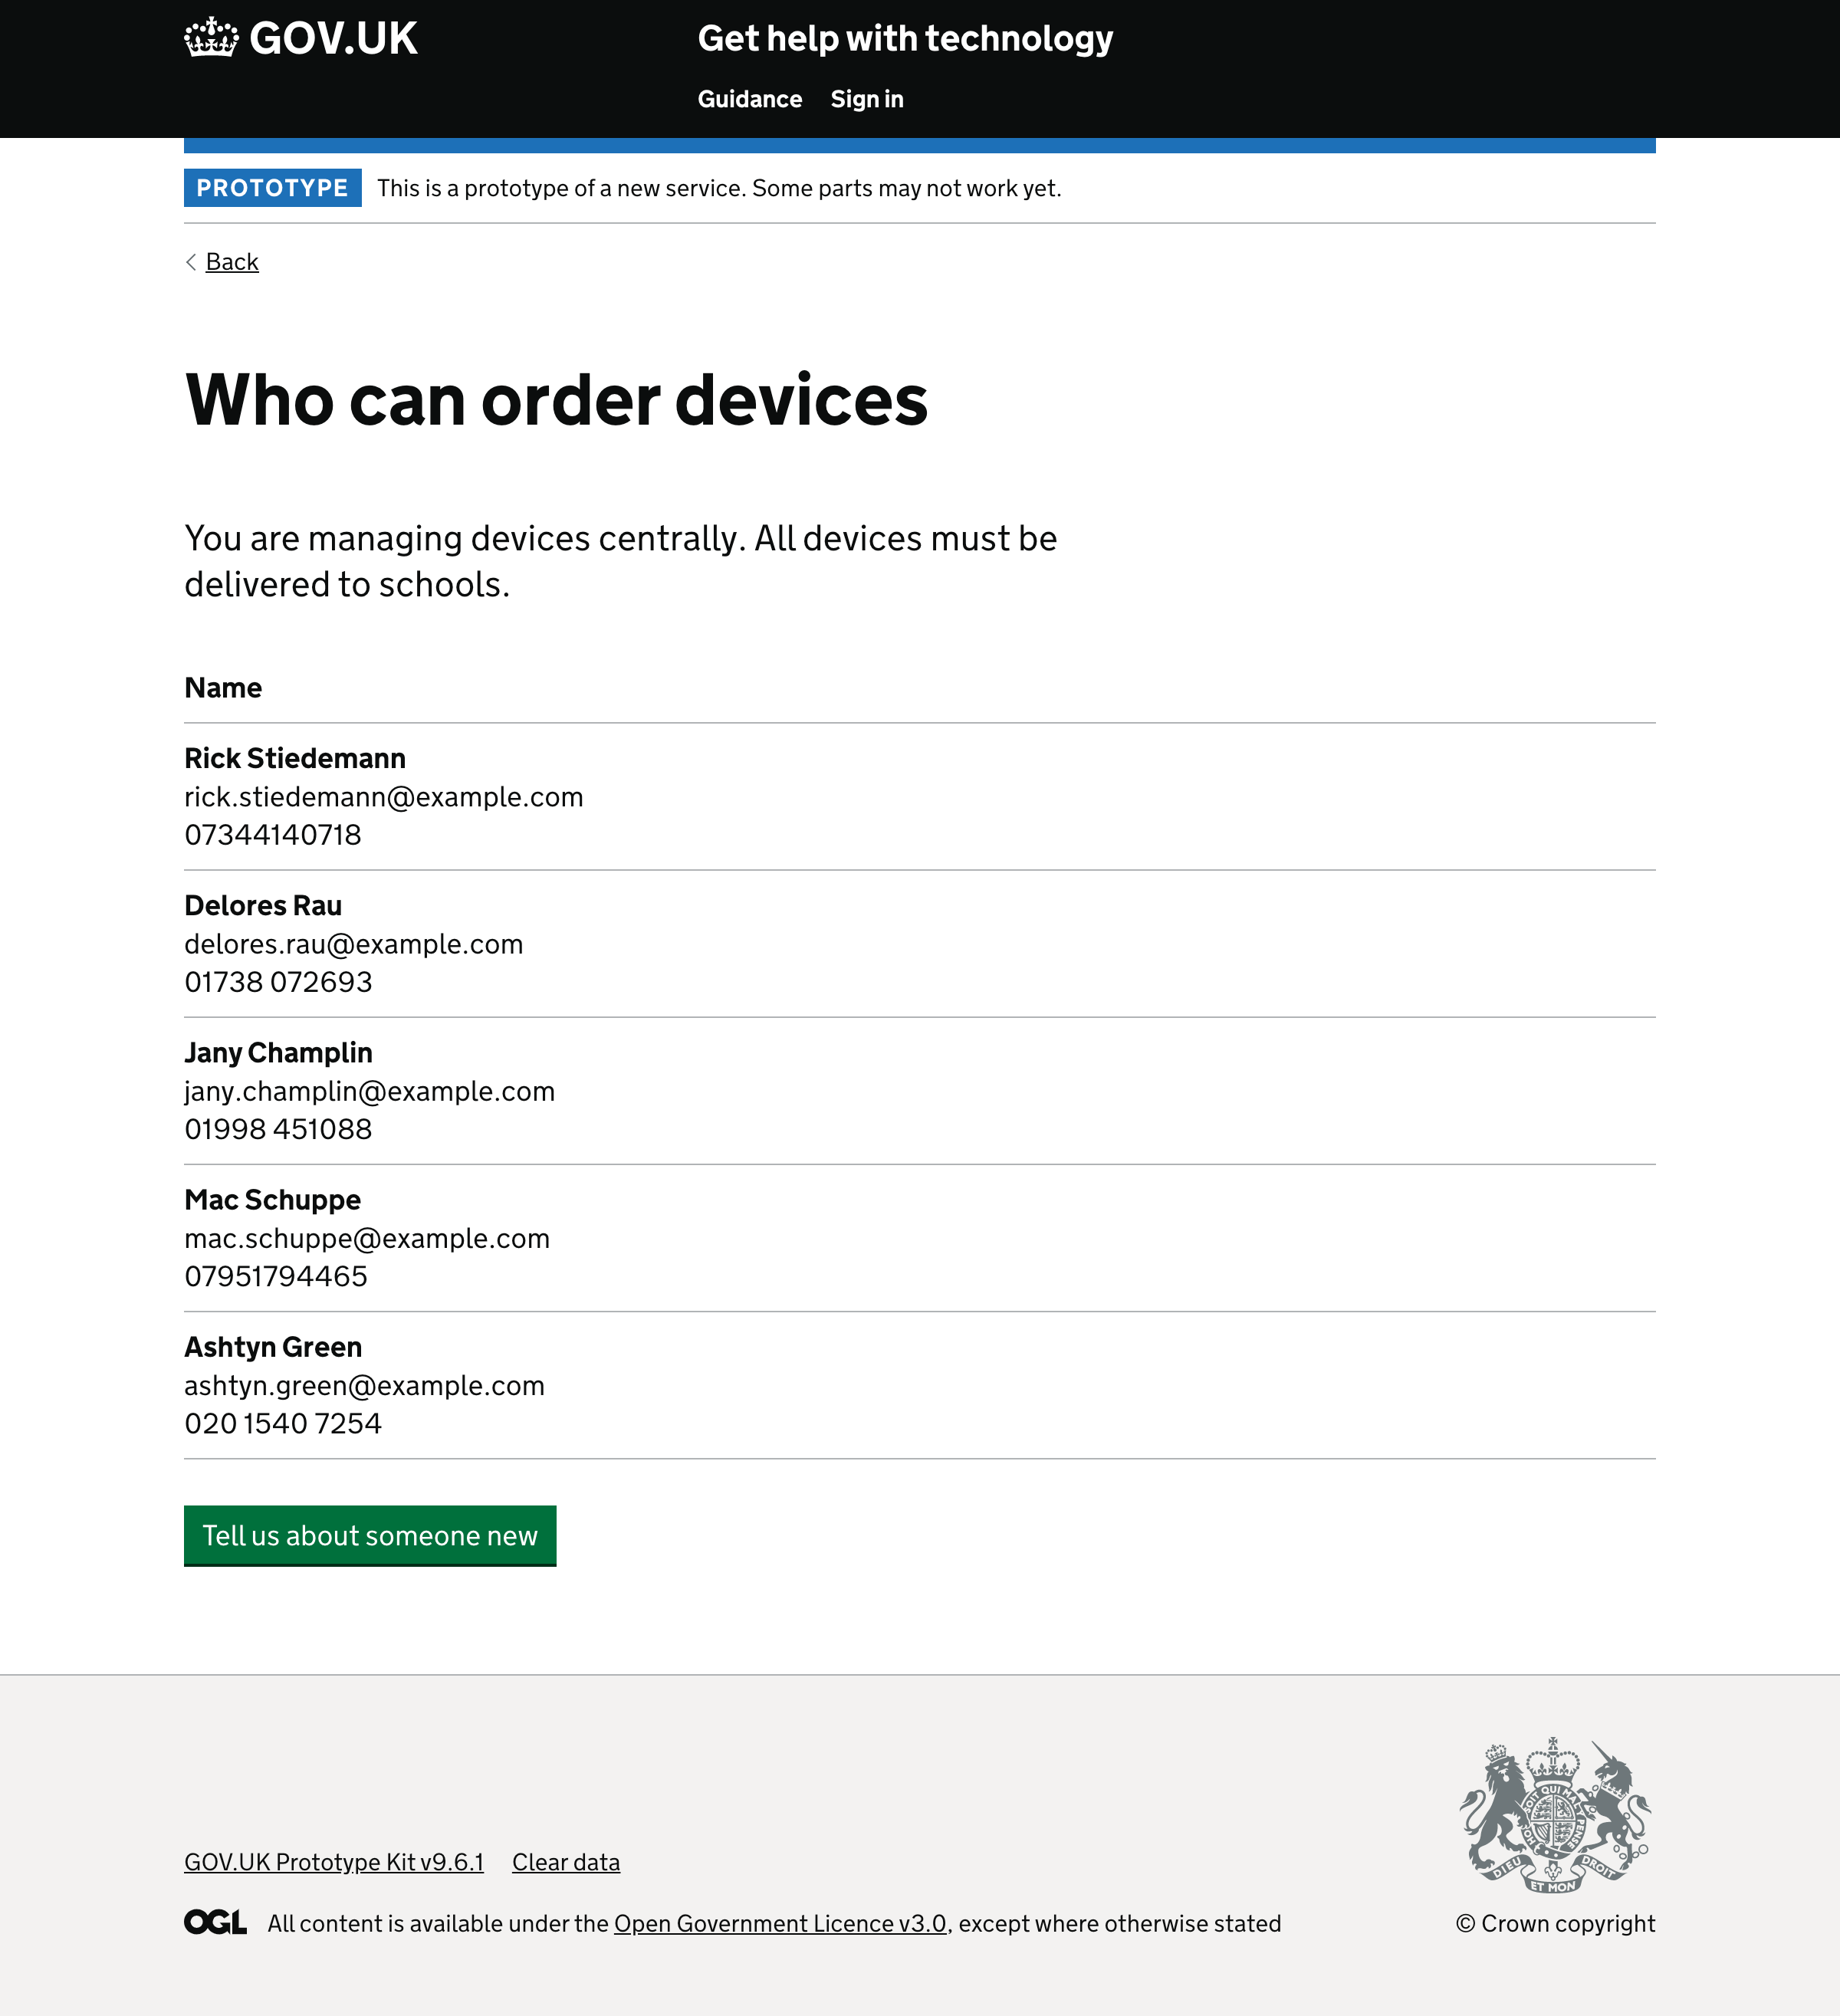 GOV.UK
Get help with technology
Guidance Sign in
PROTOTYPE This is a prototype of a new service. Some parts may not work yet.
Back
Who can order devices
You are managing devices centrally. All devices must be
delivered to schools.
Name
Rick Stiedemann
rick.stiedemann@example.com
07344140718
Delores Rau
delores.rau@example.com
01738 072693
Jany Champlin
jany.champlin@example.com
01998 451088
Mac Schuppe
mac.schuppe@example.com
07951794465
Ashtyn Green
ashtyn.green@example.com
020 1540 7254
Tell us about someone new
GOV.UK Prototype Kit v9.6.1 Clear data
OGL All content is available under the Open Government Licence v3.0, except where otherwise stated
DIEU ET MON DROIT
© Crown copyright